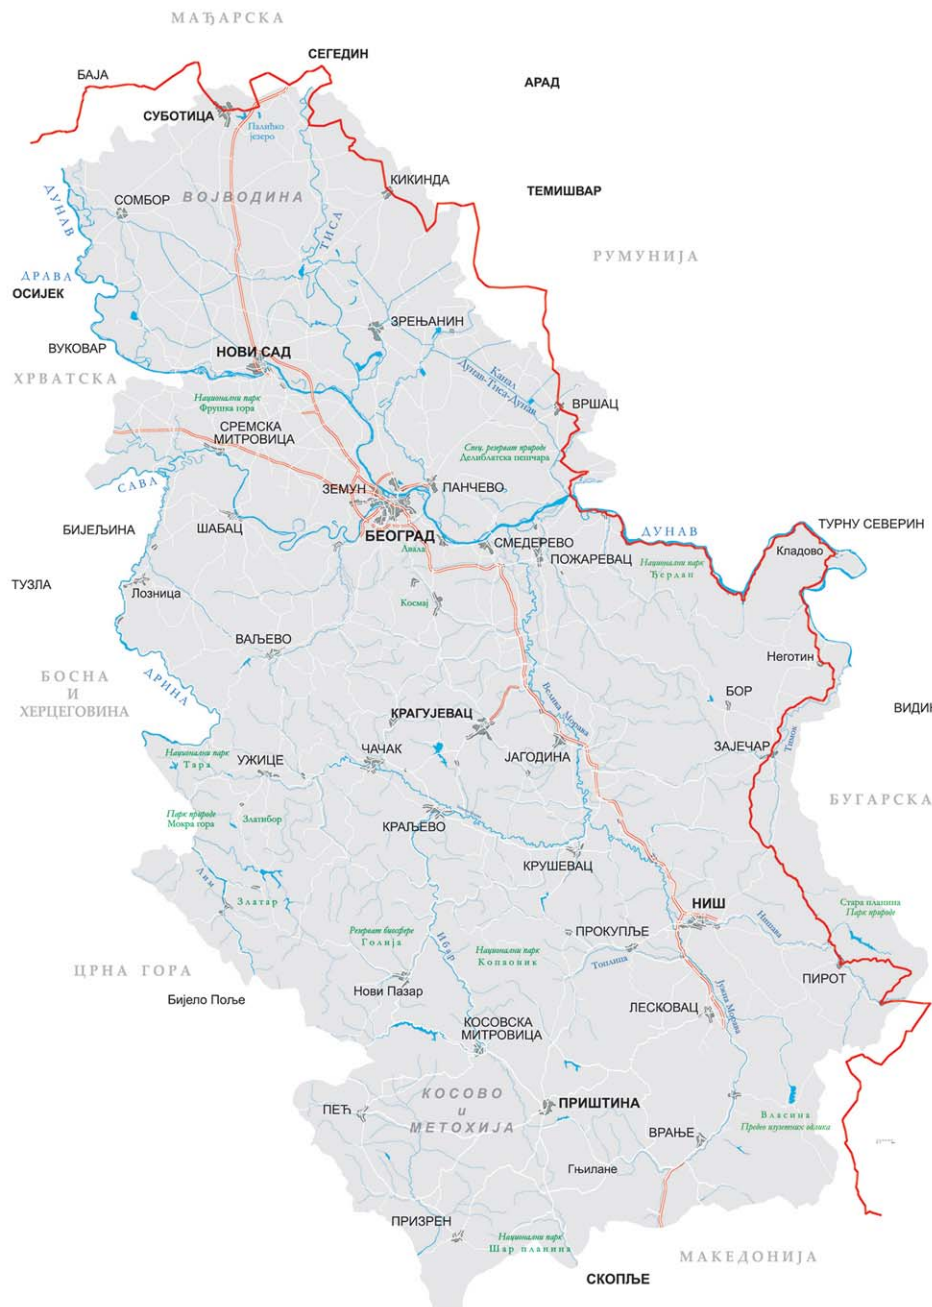 МАЂАРСКА
СЕГЕДИН
БАЈА
АРАД
СУБОТИЦА
Палићко
језеро
КИКИНДА
ТЕМИШВАР
ДУНАВ
СОМБОР
ВОЈВОДИНА
ТИСА
РУМУНИЈА
ДРАВА
ОСИЈЕК
ЗРЕЊАНИН
ВУКОВАР
НОВИ САД
ХРВАТСКА
Канал
Дунав-Тиса-Дунав
ВРШАЦ
Национални парк
Фрушка гора
СРЕМСКА
МИТРОВИЦА
Спец. резерват природе
Делиблатска пешчара
САВА
ЗЕМУН
ПАНЧЕВО
БИЈЕЉИНА
ШАБАЦ
БЕОГРАД
Авала
СМЕДЕРЕВО
ПОЖАРЕВАЦ
ДУНАВ
ТУРНУ СЕВЕРИН
Кладово
Национални парк
Ђердап
ТУЗЛА
Лозница
Космај
ВАЉЕВО
Неготин
БОСНА
И
ХЕРЦЕГОВИНА
ДРИНА
БОР
ВИДИН
КРАГУЈЕВАЦ
Велика Морава
ЗАЈЕЧАР
Тимок
Национални парк
Тара
УЖИЦЕ
ЧАЧАК
ЈАГОДИНА
БУГАРСКА
Парк природе
Мокра гора
Златибор
КРАЉЕВО
КРУШЕВАЦ
Лим
Златар
НИШ
Нишава
Стара планина
Парк природе
Резерват биосфере
Голија
Ибар
Национални парк
Копаоник
ПРОКУПЉЕ
Топлица
ЦРНА ГОРА
Бијело Поље
Нови Пазар
ПИРОТ
Јужна Морава
ЛЕСКОВАЦ
КОСОВСКА
МИТРОВИЦА
КОСОВО
и
МЕТОХИЈА
ПЕЋ
ПРИШТИНА
Власина
Предео изузетних одлика
ВРАЊЕ
Гњилане
ПРИЗРЕН
Национални парк
Шар планина
МАКЕДОНИЈА
СКОПЉЕ